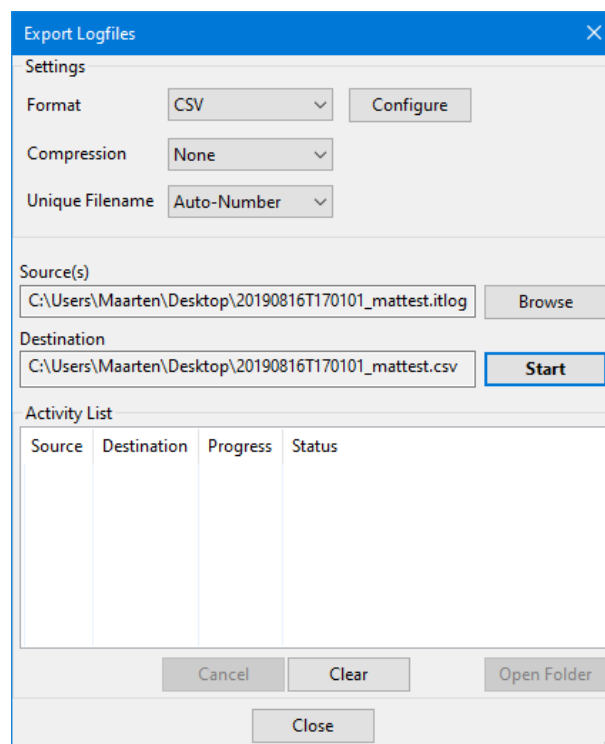 Export Logfiles
Settings
Format CSV Configure
Compression None
Unique Filename Auto-Number
Source(s)
C:\Users\Maarten\Desktop\20190816T170101_mattest.itlog Browse
Destination
C:\Users\Maarten\Desktop\20190816T170101_mattest.csv Start
Activity List
Source Destination Progress Status
Cancel Clear Open Folder
Close